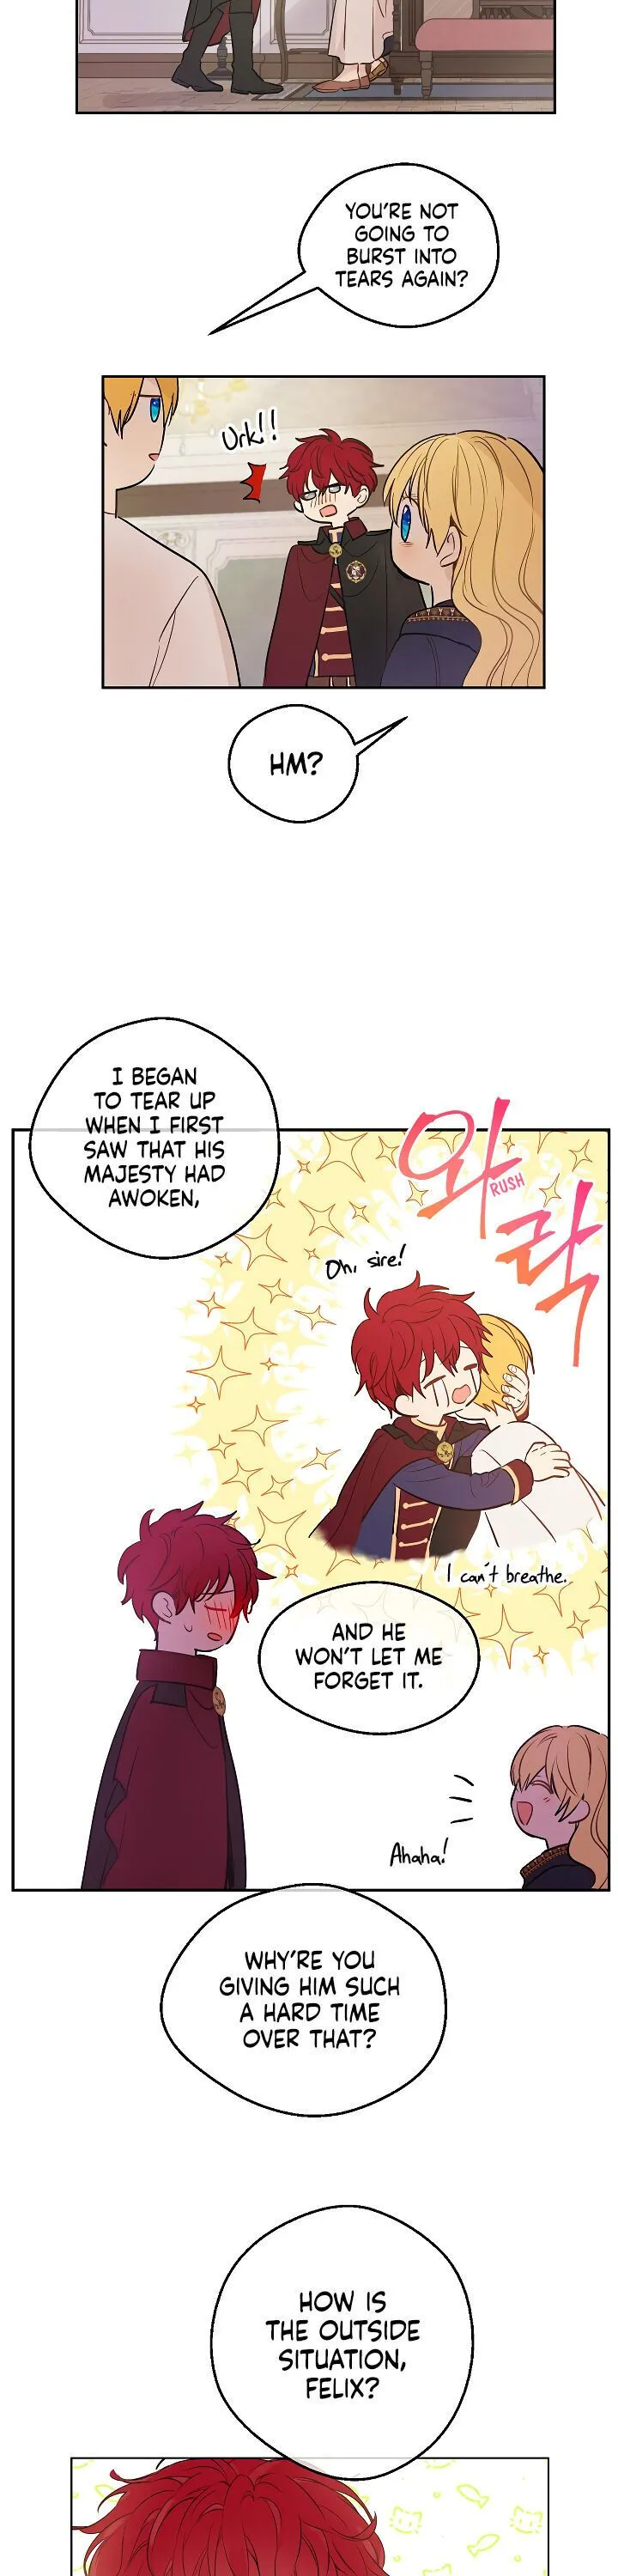 YOU'RE NOT
GOING TO
BURST INTO
TEARS AGAIN?
Urk!!
HM?
I BEGAN
TO TEAR UP
WHEN I FIRST
SAW THAT HIS
MAJESTY HAD
AWOKEN,
와락
RUSH
Oh, sire!
I can't breathe.
AND HE
WON'T LET ME
FORGET IT.
Ahaha!
WHY'RE YOU
GIVING HIM SUCH
A HARD TIME
OVER THAT?
HOW IS
THE OUTSIDE
SITUATION,
FELIX?